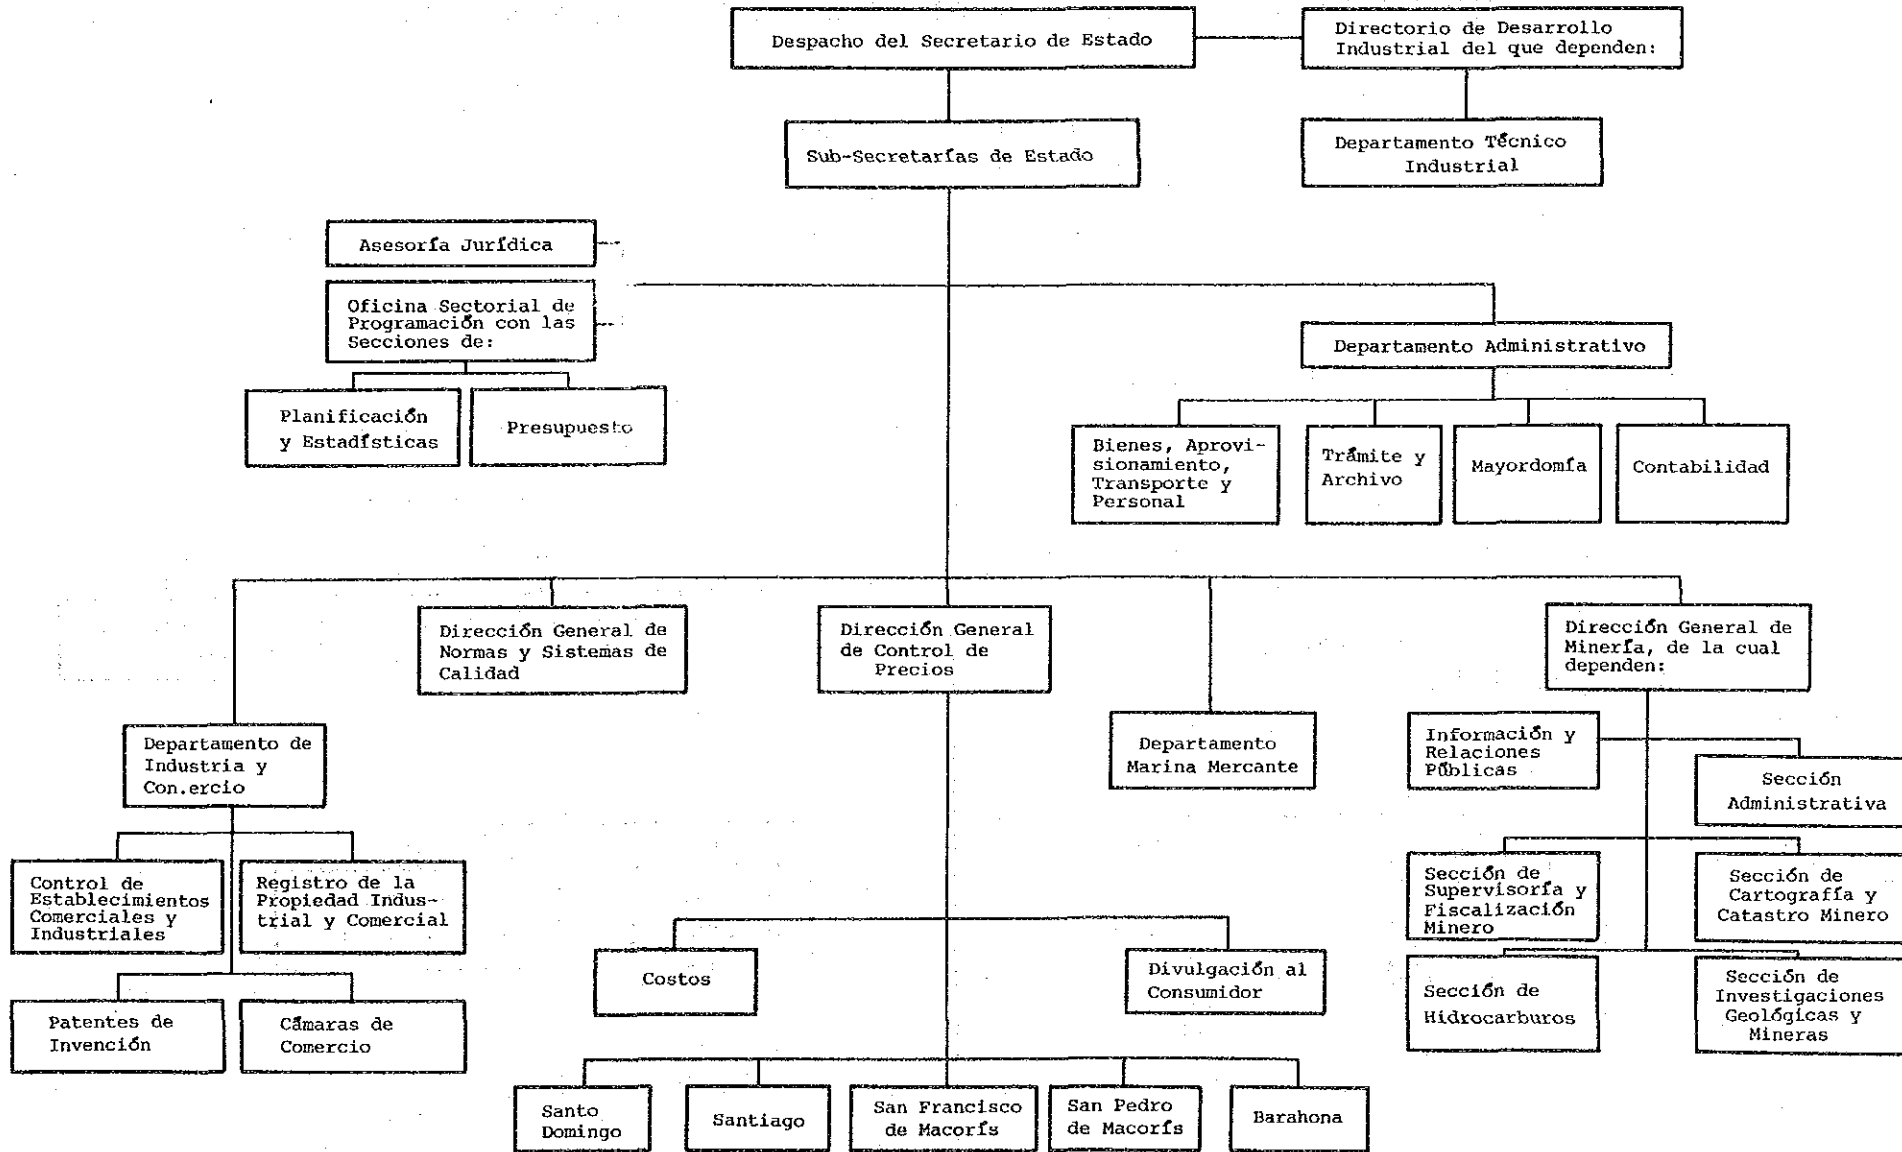 Despacho del Secretario de Estado
Directorio de Desarrollo
Industrial del que dependen:
Sub-Secretarías de Estado
Departamento Técnico
Industrial
Asesoría Jurídica
Oficina Sectorial de
Programación con las
Secciones de:
Departamento Administrativo
Planificación
y Estadísticas
Presupuesto
Bienes, Aprovi-
sionamiento,
Transporte y
Personal
Trámite y
Archivo
Mayordomía
Contabilidad
Dirección General de
Normas y Sistemas de
Calidad
Dirección General
de Control de
Precios
Dirección General de
Minería, de la cual
dependen:
Departamento de
Industria y
Con.ercio
Departamento
Marina Mercante
Información y
Relaciones
Públicas
Sección
Administrativa
Control de
Establecimientos
Comerciales y
Industriales
Registro de la
Propiedad Indus-
trial y Comercial
Sección de
Supervisoría y
Fiscalización
Minero
Sección de
Cartografía y
Catastro Minero
Costos
Divulgación al
Consumidor
Sección de
Hidrocarburos
Sección de
Investigaciones
Geológicas y
Mineras
Patentes de
Invención
Cámaras de
Comercio
Santo
Domingo
Santiago
San Francisco
de Macorís
San Pedro
de Macorís
Barahona